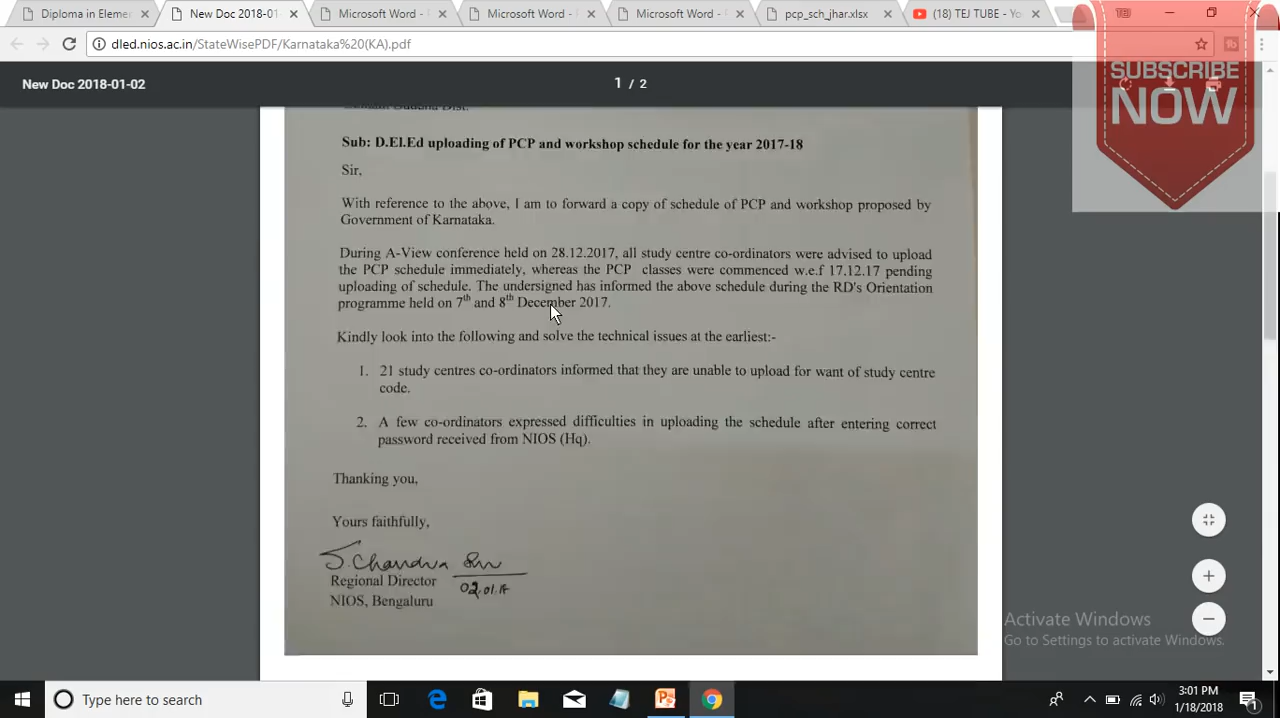 Diploma in Elemen
New Doc 2018-01
Microsoft Word -
Microsoft Word -
Microsoft Word -
pcp_sch_jhar.xlsx
(18) TEJ TUBE - Yo
dled.nios.ac.in/StateWisePDF/Karnataka%20(KA).pdf
SUBSCRIBE
NOW
New Doc 2018-01-02
1 / 2
Sub: D.El.Ed uploading of PCP and workshop schedule for the year 2017-18
Sir,
With reference to the above, I am to forward a copy of schedule of PCP and workshop proposed by
Government of Karnataka.
During A-View conference held on 28.12.2017, all study centre co-ordinators were advised to upload
the PCP schedule immediately, whereas the PCP classes were commenced w.e.f 17.12.17 pending
uploading of schedule. The undersigned has informed the above schedule during the RD's Orientation
programme held on 7th and 8th December 2017.
Kindly look into the following and solve the technical issues at the earliest:-
1. 21 study centres co-ordinators informed that they are unable to upload for want of study centre
code.
2. A few co-ordinators expressed difficulties in uploading the schedule after entering correct
password received from NIOS (Hq).
Thanking you,
Yours faithfully,
S. Chandra
Regional Director
NIOS, Bengaluru
Activate Windows
Go to Settings to activate Windows.
Type here to search
3:01 PM
1/18/2018
1